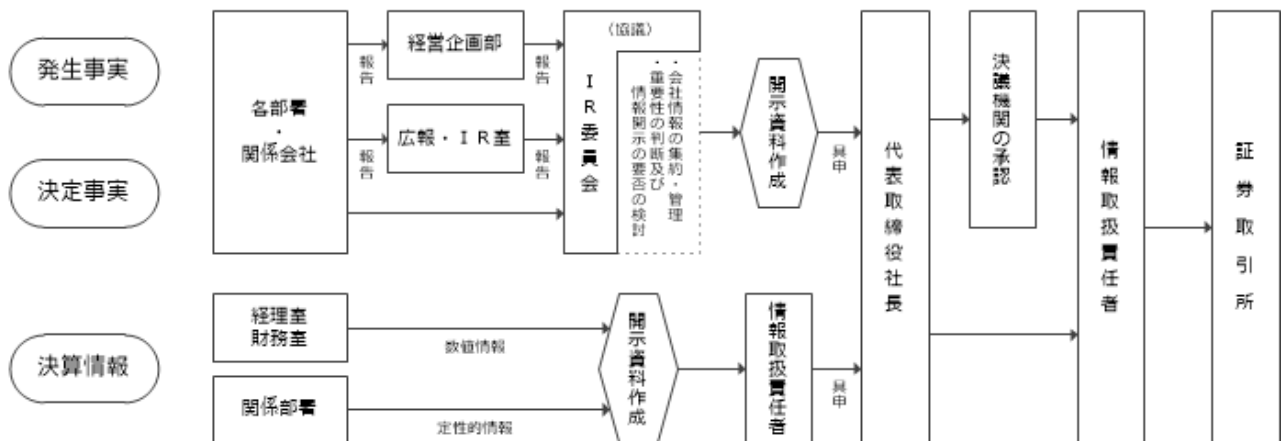 発生事実
決定事実
決算情報
各部署
・
関係会社
報告
報告
経営企画部
広報・IR室
報告
報告
(協議)
IR委員会
・会社情報の集約・管理
・重要性の判断及び
情報開示の要否の検討
開示資料作成
具申
代表取締役社長
決議機関の承認
情報取扱責任者
証券取引所
経理室
財務室
関係部署
数値情報
定性的情報
開示資料作成
情報取扱責任者
具申